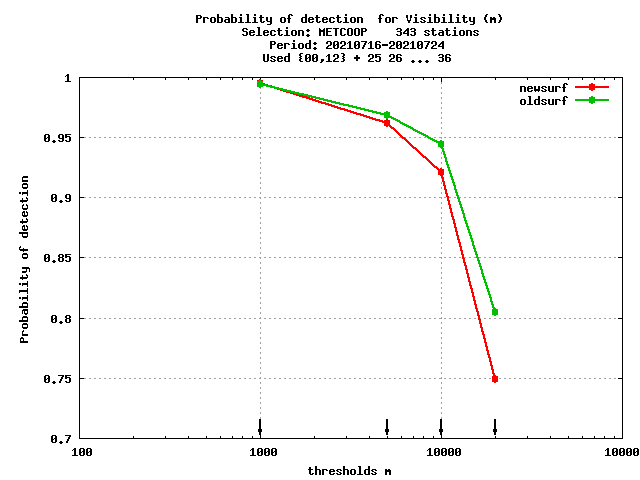 Probability of detection  for Visibility (m)
Selection: METCOOP    343 stations
Period: 20210716-20210724
Used {00,12} + 25 26 ... 36
newsurf
oldsurf
1
0.95
0.9
0.85
0.8
0.75
0.7
Probability of detection
100
1000
10000
10000
thresholds m